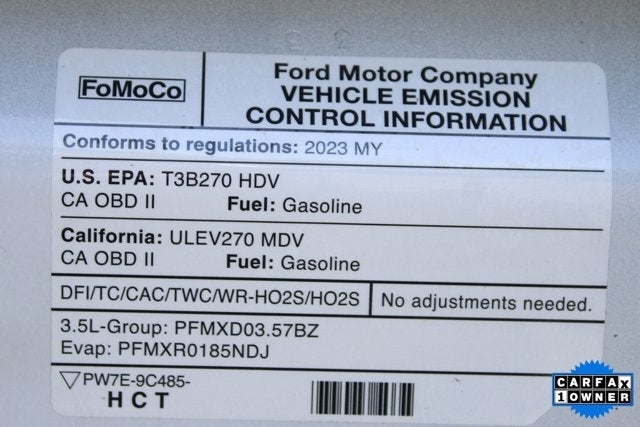 FoMoCo
Ford Motor Company
VEHICLE EMISSION
CONTROL INFORMATION
Conforms to regulations: 2023 MY
U.S. EPA: T3B270 HDV
CA OBD II Fuel: Gasoline
California: ULEV270 MDV
CA OBD II Fuel: Gasoline
DFI/TC/CAC/TWC/WR-HO2S/HO2S No adjustments needed.
3.5L-Group: PFMXD03.57BZ
Evap: PFMXR0185NDJ
PW7E-9C485-
HCT
CARFAX
1 OWNER